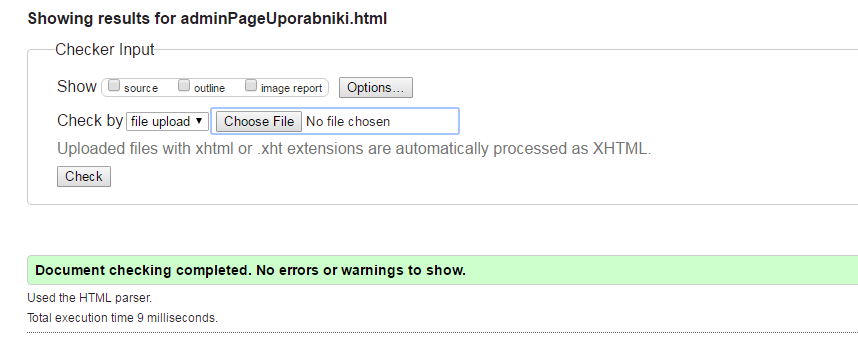 Showing results for adminPageUporabniki.html
Checker Input
Show source outline image report Options...
Check by file upload Choose File No file chosen
Uploaded files with xhtml or .xht extensions are automatically processed as XHTML.
Check
Document checking completed. No errors or warnings to show.
Used the HTML parser.
Total execution time 9 milliseconds.